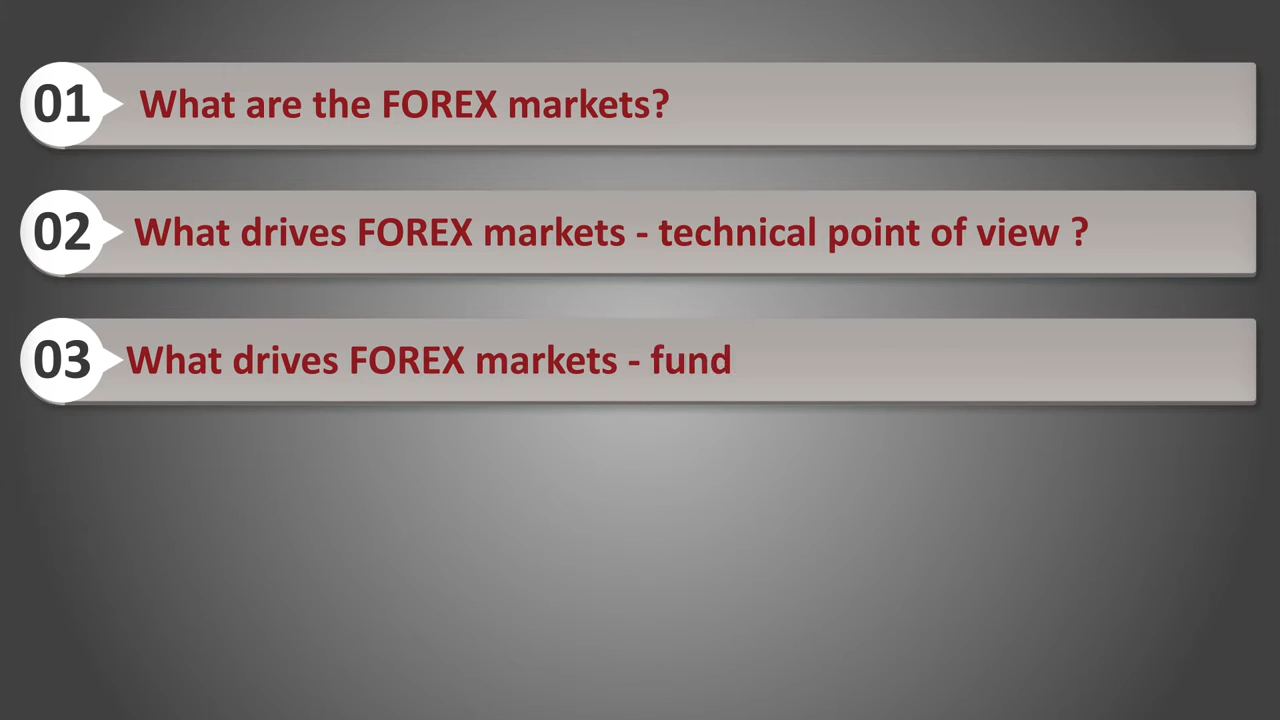 01 What are the FOREX markets?
02 What drives FOREX markets - technical point of view ?
03 What drives FOREX markets - fund